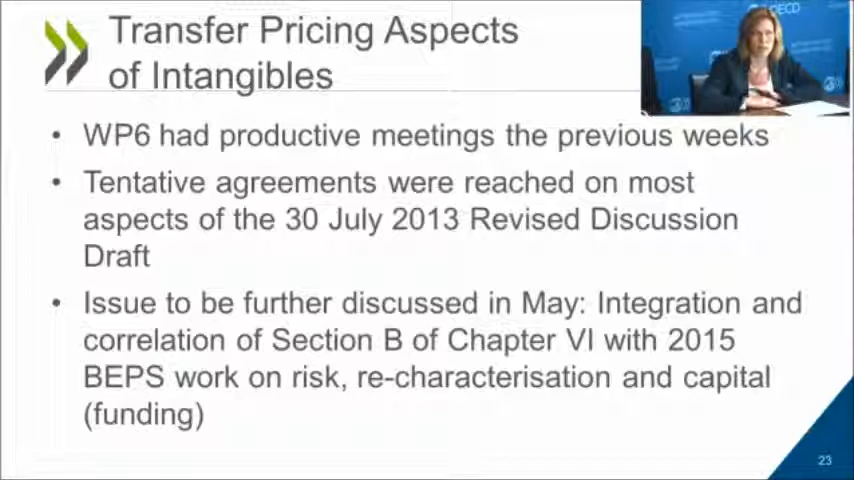 Transfer Pricing Aspects
of Intangibles
OECD
• WP6 had productive meetings the previous weeks
• Tentative agreements were reached on most
aspects of the 30 July 2013 Revised Discussion
Draft
• Issue to be further discussed in May: Integration and
correlation of Section B of Chapter VI with 2015
BEPS work on risk, re-characterisation and capital
(funding)
23